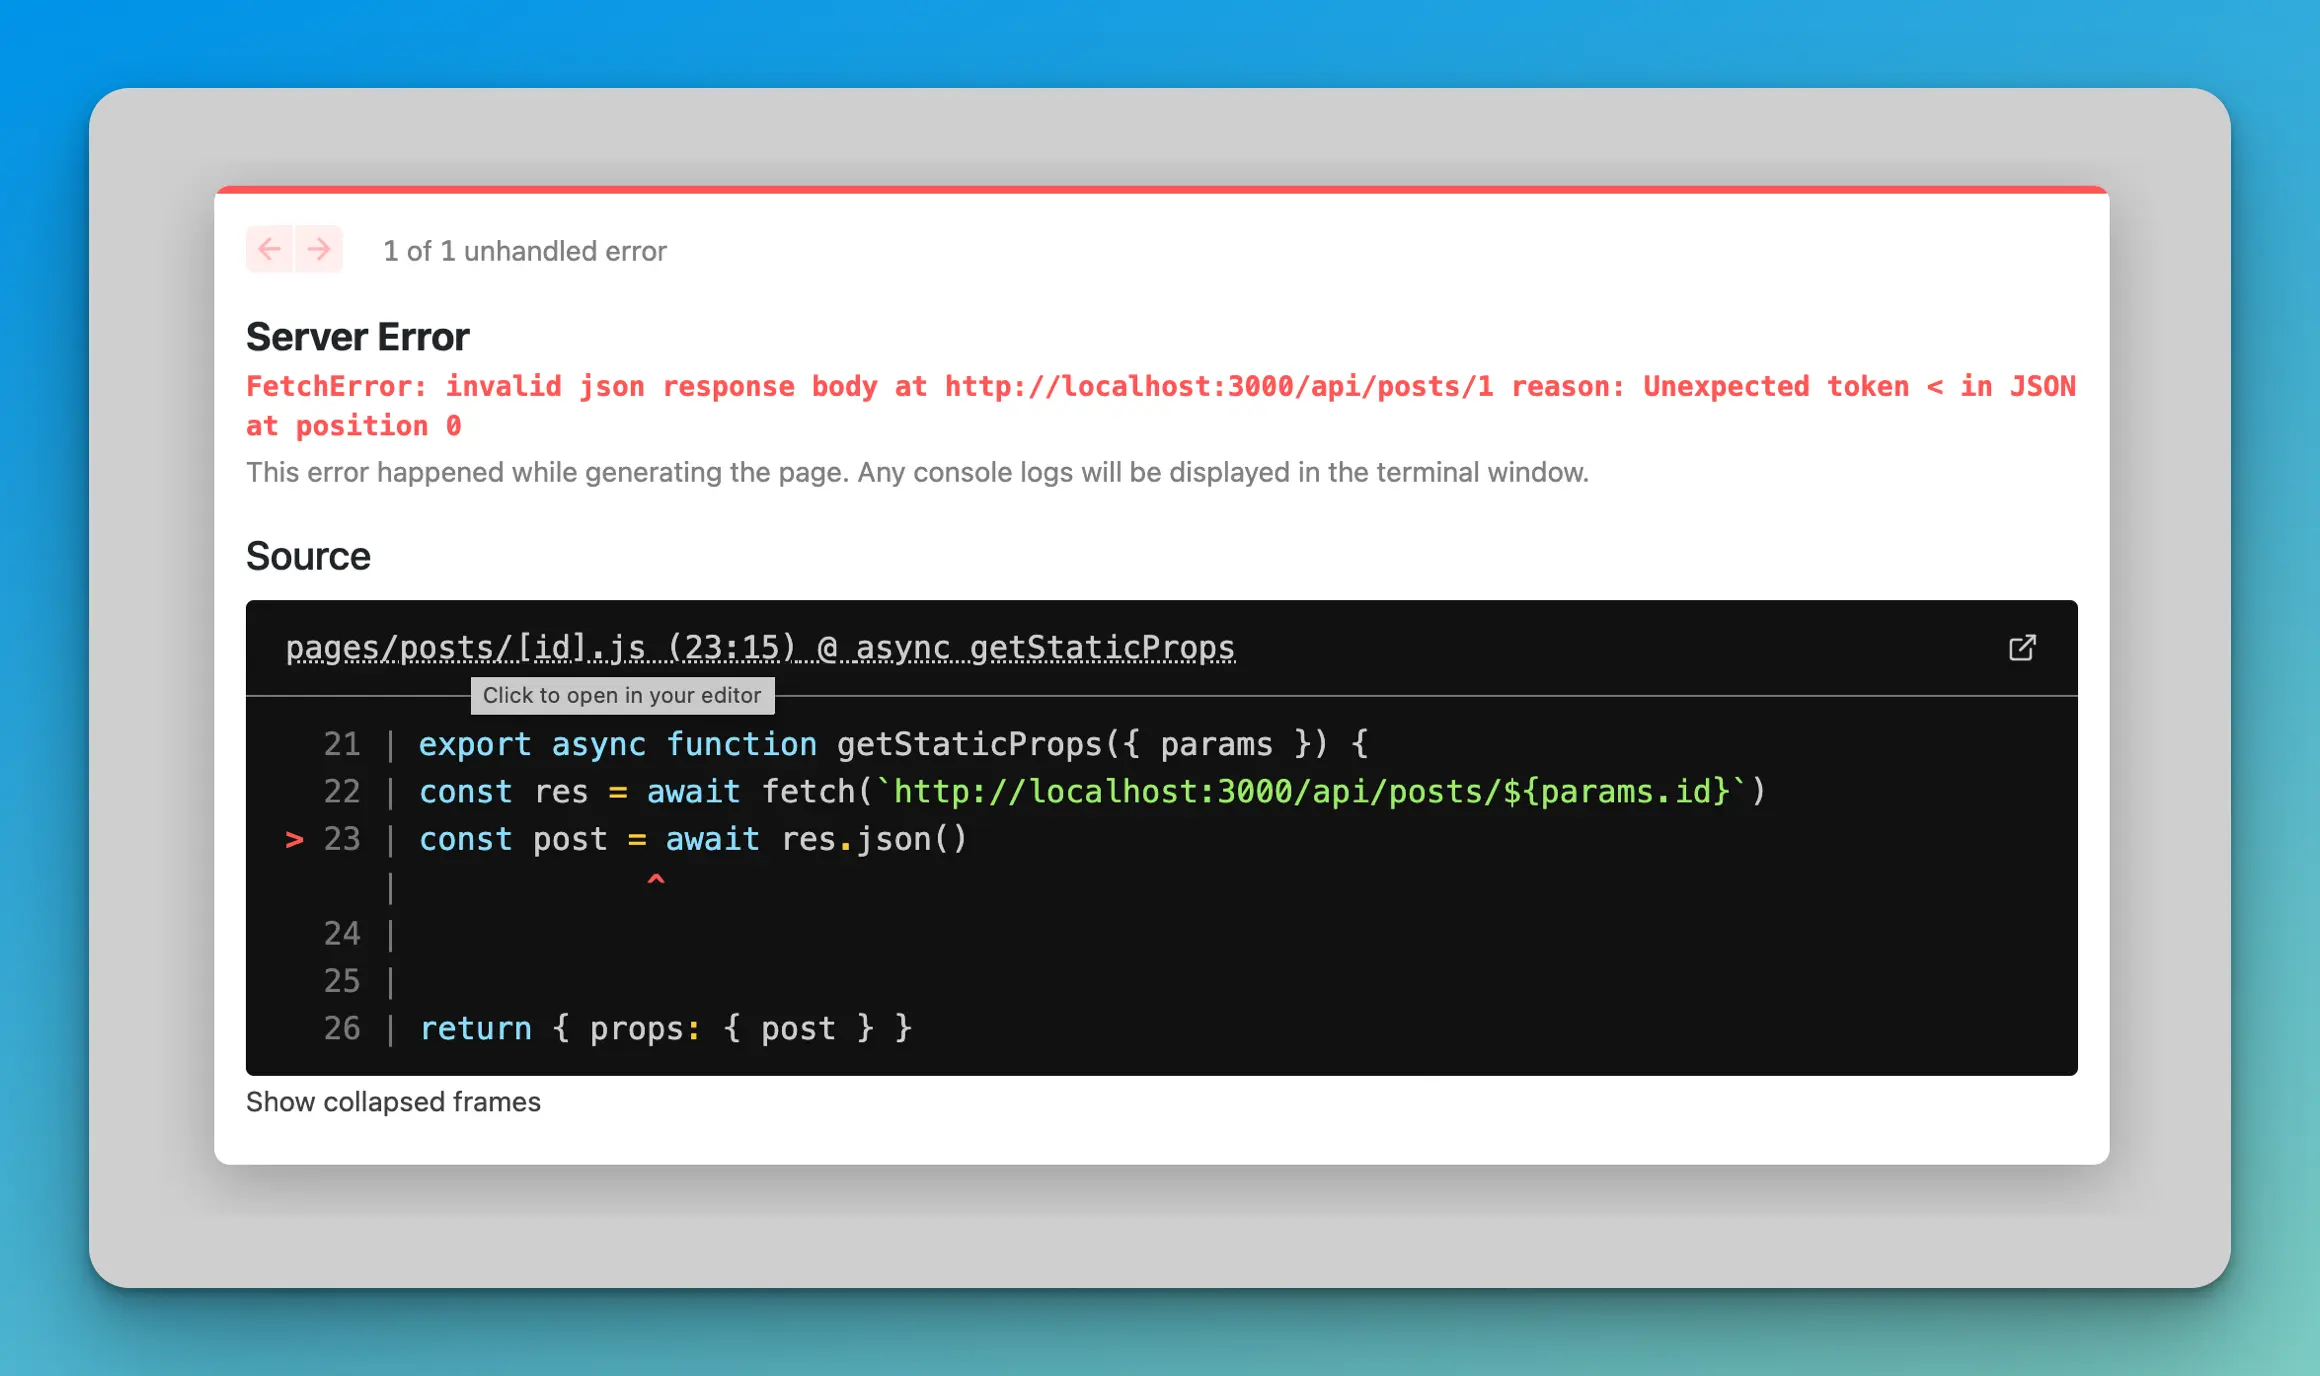 1 of 1 unhandled error
Server Error
FetchError: invalid json response body at http://localhost:3000/api/posts/1 reason: Unexpected token < in JSON
at position 0
This error happened while generating the page. Any console logs will be displayed in the terminal window.
Source
pages/posts/[id].js (23:15) @ async getStaticProps
Click to open in your editor
21 | export async function getStaticProps({ params }) {
22 | const res = await fetch(`http://localhost:3000/api/posts/${params.id}`)
> 23 | const post = await res.json()
| ^
24 |
25 |
26 | return { props: { post } }
Show collapsed frames